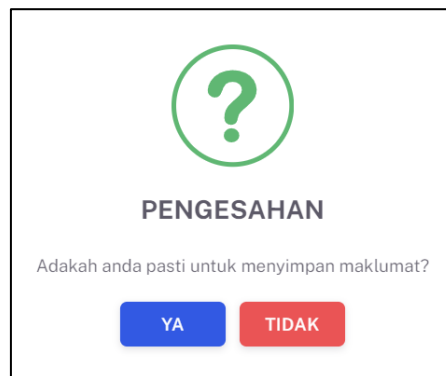 ?
PENGESAHAN
Adakah anda pasti untuk menyimpan maklumat?
YA
TIDAK